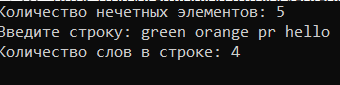 Количество нечетных элементов: 5
Введите строку: green orange pr hello
Количество слов в строке: 4